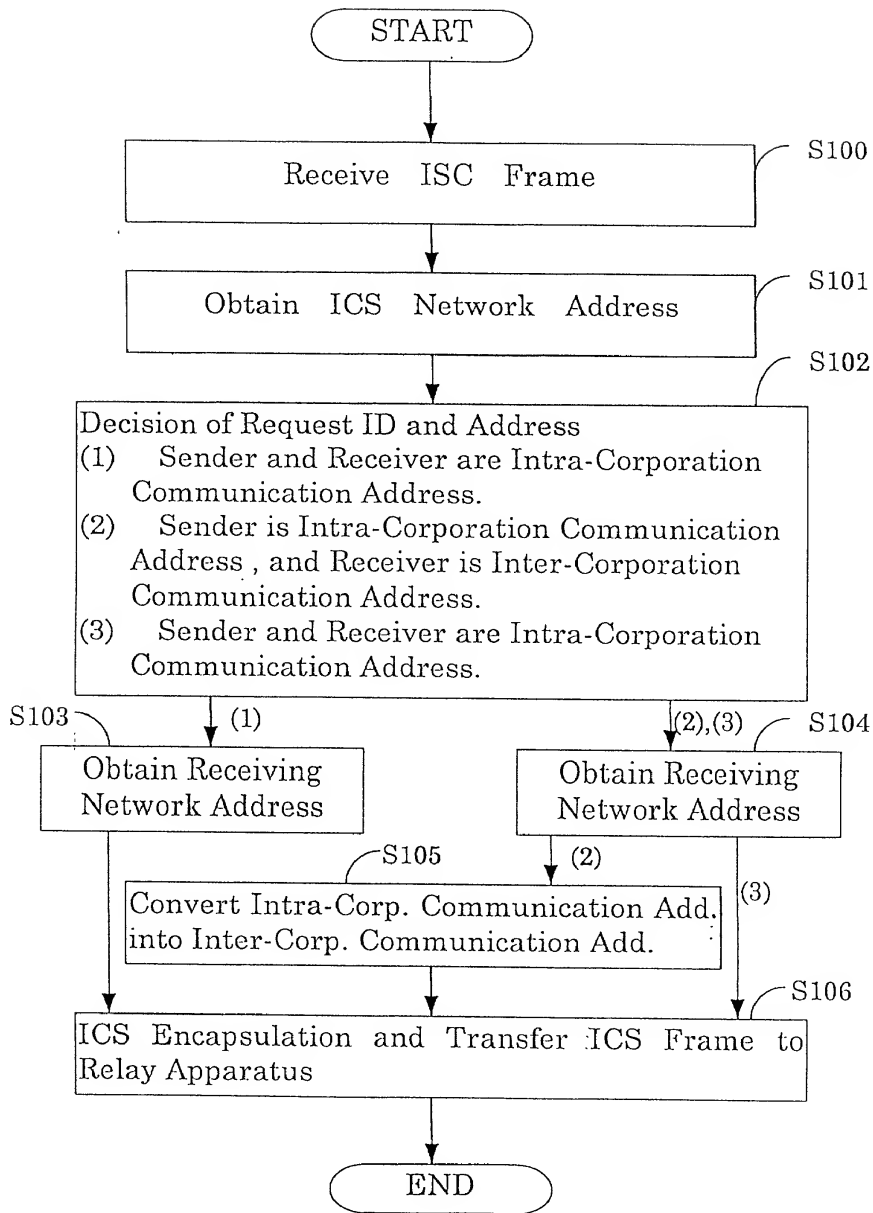 START
S100
Receive ISC Frame
S101
Obtain ICS Network Address
S102
Decision of Request ID and Address
(1) Sender and Receiver are Intra-Corporation
Communication Address.
(2) Sender is Intra-Corporation Communication
Address , and Receiver is Inter-Corporation
Communication Address.
(3) Sender and Receiver are Intra-Corporation
Communication Address.
S103
(1)
(2),(3)
S104
Obtain Receiving
Network Address
Obtain Receiving
Network Address
S105
(2)
(3)
Convert Intra-Corp. Communication Add.
into Inter-Corp. Communication Add.
S106
ICS Encapsulation and Transfer ICS Frame to
Relay Apparatus
END